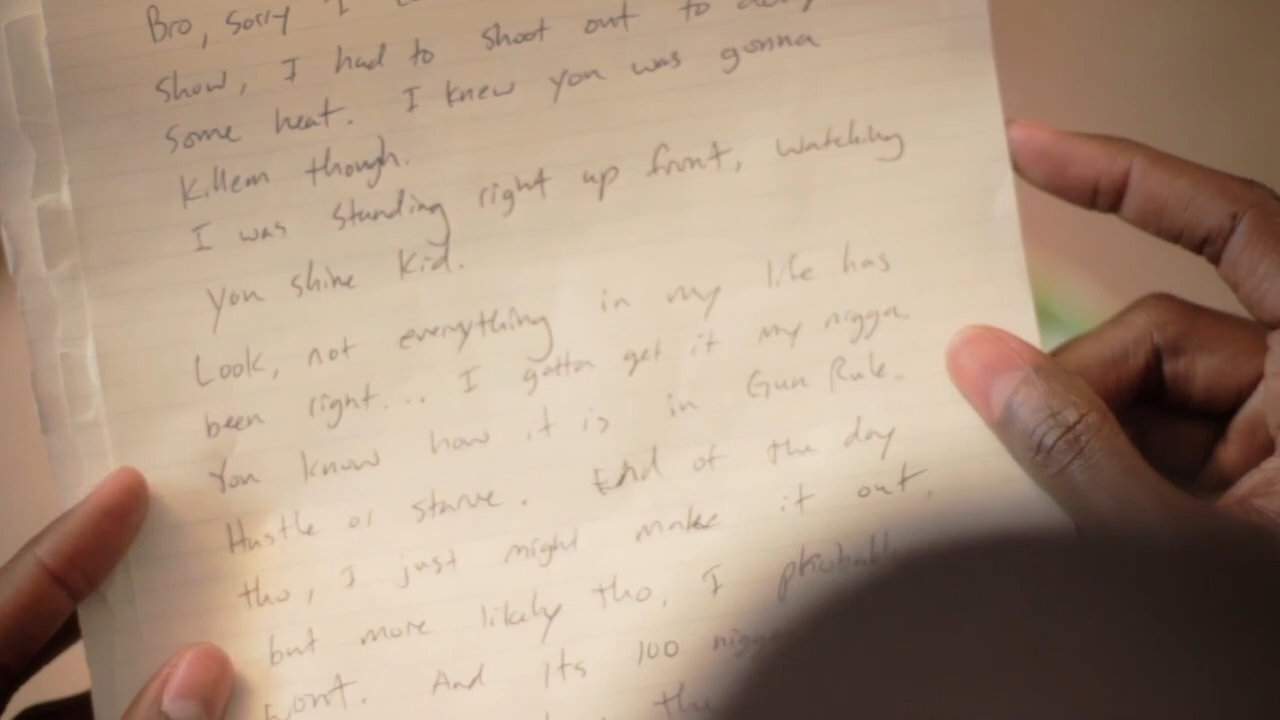 Bro, sorry I
show, I had to shoot out to
some heat. I knew you was gonna
killem though.
I was standing right up front, watching
you shine kid.
Look, not everything in my life has
been right... I gotta get it my nigga.
You know how it is in Gun Rule.
Hustle or starve. End of the day
tho, I just might make it out,
but more likely tho, I
wont. And its 100
the